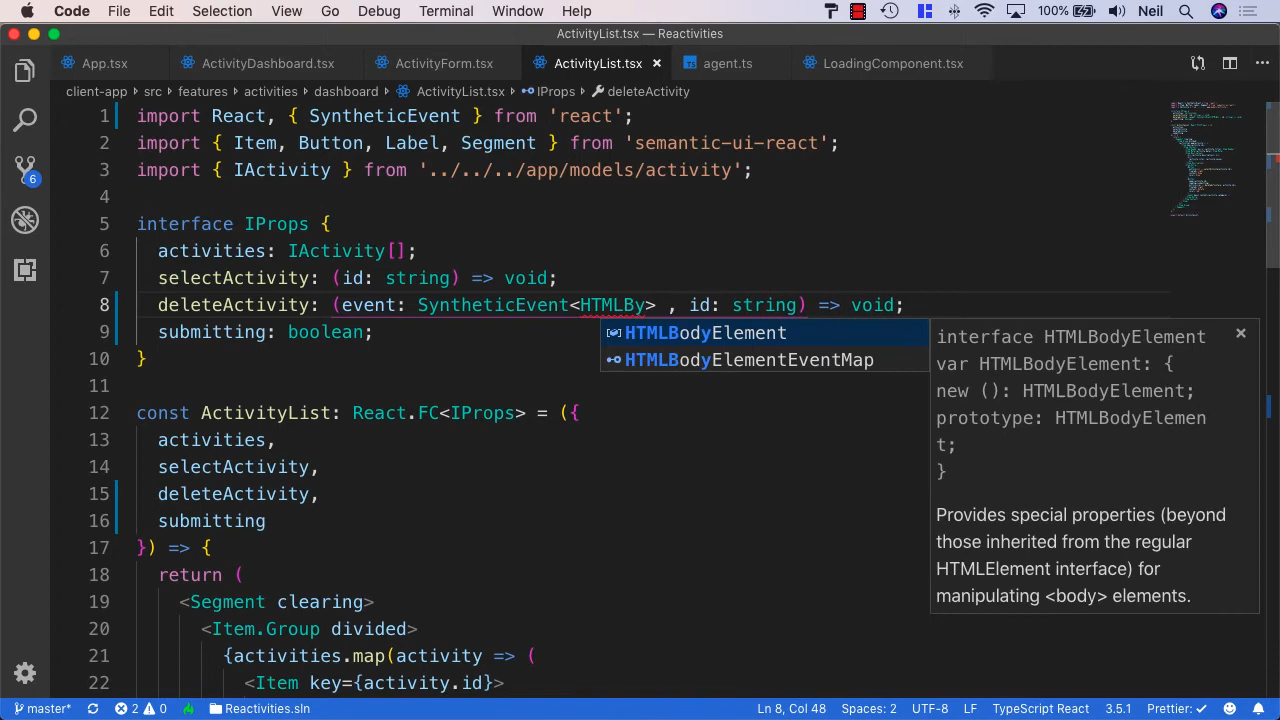 Code File Edit Selection View Go Debug Terminal Window Help 100% Neil
ActivityList.tsx — Reactivities
App.tsx ActivityDashboard.tsx ActivityForm.tsx ActivityList.tsx × agent.ts LoadingComponent.tsx
client-app › src › features › activities › dashboard › ActivityList.tsx › IProps › deleteActivity
1 import React, { SyntheticEvent } from 'react';
2 import { Item, Button, Label, Segment } from 'semantic-ui-react';
3 import { IActivity } from '../../../app/models/activity';
4
5 interface IProps {
6 activities: IActivity[];
7 selectActivity: (id: string) => void;
8 deleteActivity: (event: SyntheticEvent<HTMLBy> , id: string) => void;
9 submitting: boolean;
10 }
11
12 const ActivityList: React.FC<IProps> = ({
13 activities,
14 selectActivity,
15 deleteActivity,
16 submitting
17 }) => {
18 return (
19 <Segment clearing>
20 <Item.Group divided>
21 {activities.map(activity => (
22 <Item key={activity.id}>
HTMLBodyElement
HTMLBodyElementEventMap
interface HTMLBodyElement ×
var HTMLBodyElement: {
new (): HTMLBodyElement;
prototype: HTMLBodyElemen
t;
}
Provides special properties (beyond
those inherited from the regular
HTMLElement interface) for
manipulating <body> elements.
6
master* 2 0 Reactivities.sln Ln 8, Col 48 Spaces: 2 UTF-8 LF TypeScript React 3.5.1 Prettier: ✓